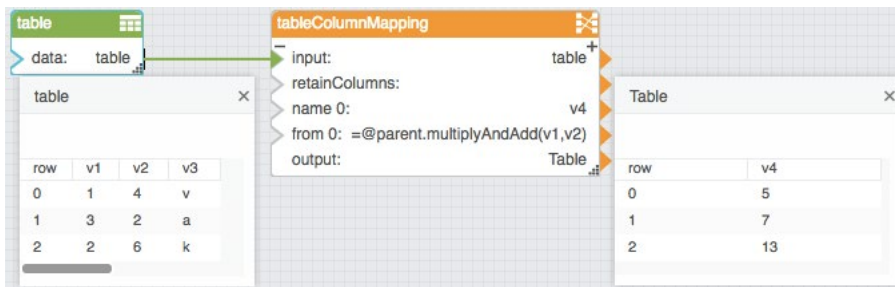 table
data: table
tableColumnMapping
− +
input: table
retainColumns:
name 0: v4
from 0: =@parent.multiplyAndAdd(v1,v2)
output: Table
table ×
row v1 v2 v3
0 1 4 v
1 3 2 a
2 2 6 k
Table ×
row v4
0 5
1 7
2 13